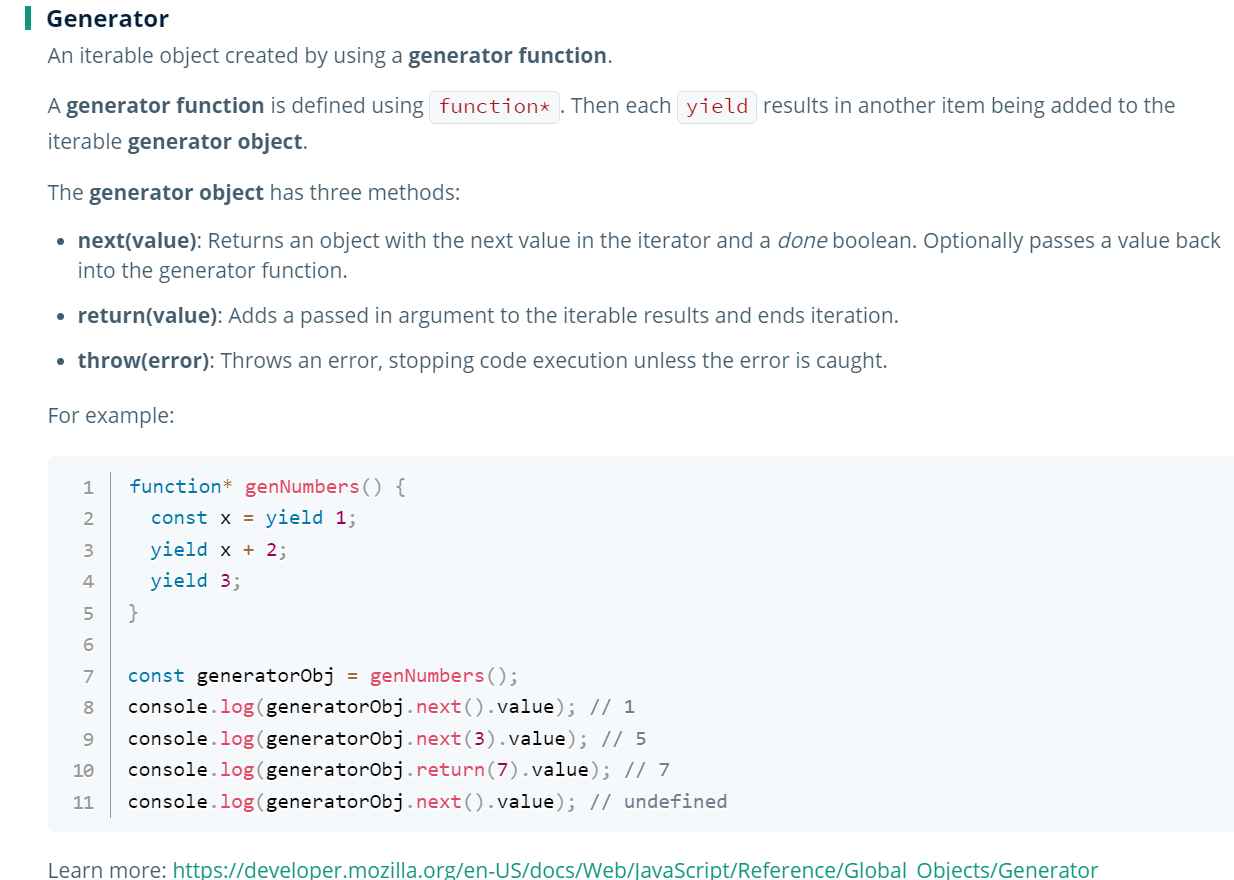 Generator
An iterable object created by using a generator function.
A generator function is defined using function*. Then each yield results in another item being added to the
iterable generator object.
The generator object has three methods:
• next(value): Returns an object with the next value in the iterator and a done boolean. Optionally passes a value back
into the generator function.
• return(value): Adds a passed in argument to the iterable results and ends iteration.
• throw(error): Throws an error, stopping code execution unless the error is caught.
For example:
1 function* genNumbers() {
2   const x = yield 1;
3   yield x + 2;
4   yield 3;
5 }
6
7 const generatorObj = genNumbers();
8 console.log(generatorObj.next().value); // 1
9 console.log(generatorObj.next(3).value); // 5
10 console.log(generatorObj.return(7).value); // 7
11 console.log(generatorObj.next().value); // undefined
Learn more: https://developer.mozilla.org/en-US/docs/Web/JavaScript/Reference/Global_Objects/Generator